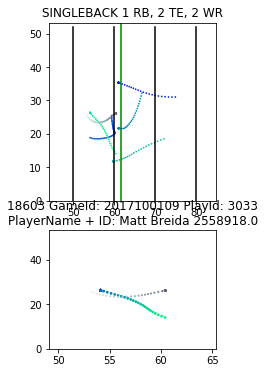 SINGLEBACK 1 RB, 2 TE, 2 WR
50
40
30
20
10
0
50 60 70 80
18603 GameId: 2017100109 PlayId: 3033
PlayerName + ID: Matt Breida 2558918.0
40
20
0
50 55 60 65